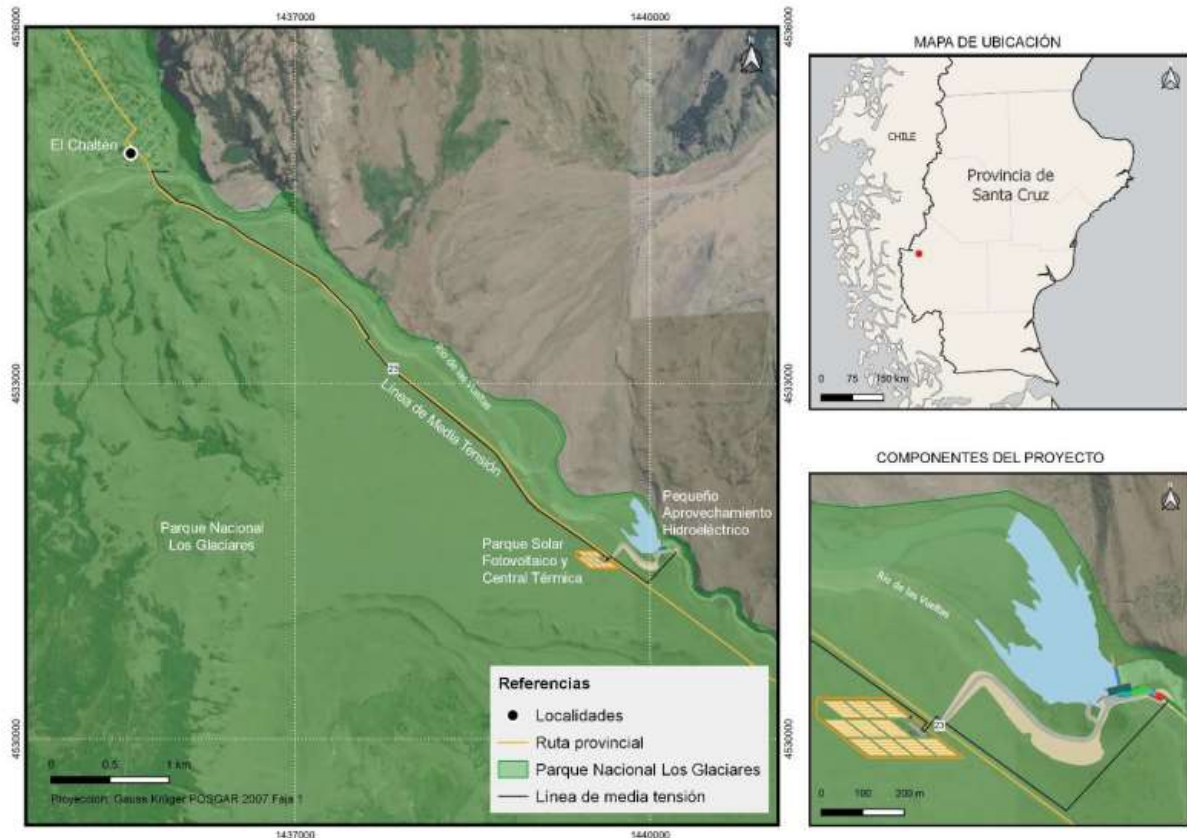 1437000
1440000
4536000
4536000
N
El Chaltén
23
Río de las Vueltas
4533000
4533000
Línea de Media Tensión
Parque Nacional
Los Glaciares
Pequeño
Aprovechamiento
Hidroeléctrico
Parque Solar
Fotovoltaico y
Central Térmica
4530000
4530000
Referencias
Localidades
Ruta provincial
Parque Nacional Los Glaciares
Línea de media tensión
0 0.5 1 km
Proyección: Gauss Krüger POSGAR 2007 Faja 1
1437000
1440000
MAPA DE UBICACIÓN
N
CHILE
Provincia de
Santa Cruz
0 75 150 km
COMPONENTES DEL PROYECTO
N
Río de las Vueltas
23
0 100 200 m